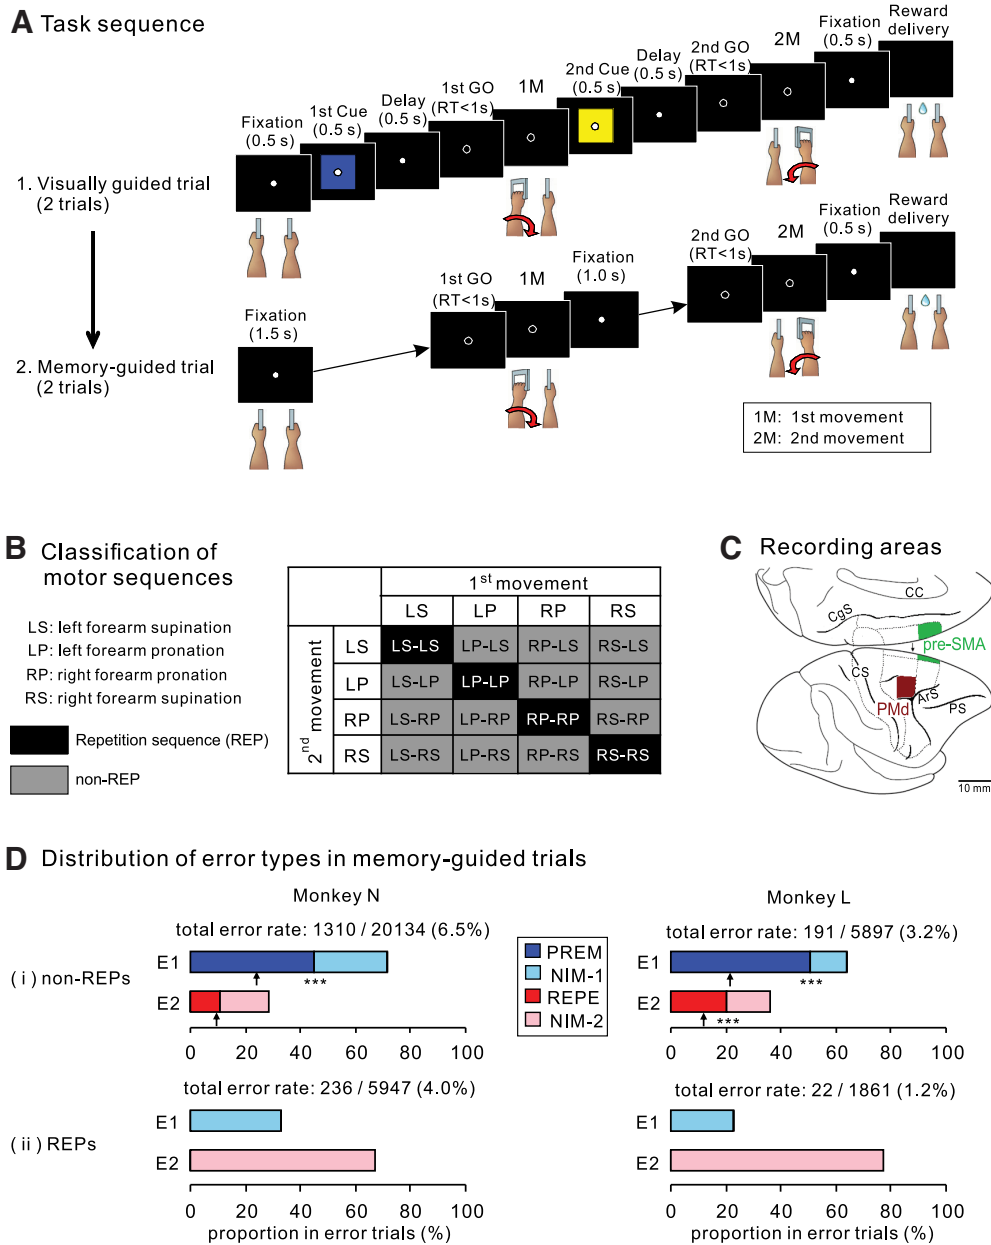 A Task sequence
Fixation
(0.5 s)
1st Cue
(0.5 s)
Delay
(0.5 s)
1st GO
(RT<1s)
1M
2nd Cue
(0.5 s)
Delay
(0.5 s)
2nd GO
(RT<1s)
2M
Fixation
(0.5 s)
Reward
delivery
1. Visually guided trial
(2 trials)
Fixation
(1.5 s)
1st GO
(RT<1s)
1M
Fixation
(1.0 s)
2nd GO
(RT<1s)
2M
Fixation
(0.5 s)
Reward
delivery
2. Memory-guided trial
(2 trials)
1M: 1st movement
2M: 2nd movement
B Classification of
motor sequences
LS: left forearm supination
LP: left forearm pronation
RP: right forearm pronation
RS: right forearm supination
Repetition sequence (REP)
non-REP
1st movement
LS LP RP RS
2nd movement
LS LS-LS LP-LS RP-LS RS-LS
LP LS-LP LP-LP RP-LP RS-LP
RP LS-RP LP-RP RP-RP RS-RP
RS LS-RS LP-RS RP-RS RS-RS
C Recording areas
CC
CgS
pre-SMA
CS
ArS
PMd
PS
10 mm
D Distribution of error types in memory-guided trials
Monkey N
total error rate: 1310 / 20134 (6.5%)
(i) non-REPs
E1
***
E2
0 20 40 60 80 100
PREM
NIM-1
REPE
NIM-2
Monkey L
total error rate: 191 / 5897 (3.2%)
E1
***
E2
***
0 20 40 60 80 100
total error rate: 236 / 5947 (4.0%)
(ii) REPs
E1
E2
0 20 40 60 80 100
proportion in error trials (%)
total error rate: 22 / 1861 (1.2%)
E1
E2
0 20 40 60 80 100
proportion in error trials (%)